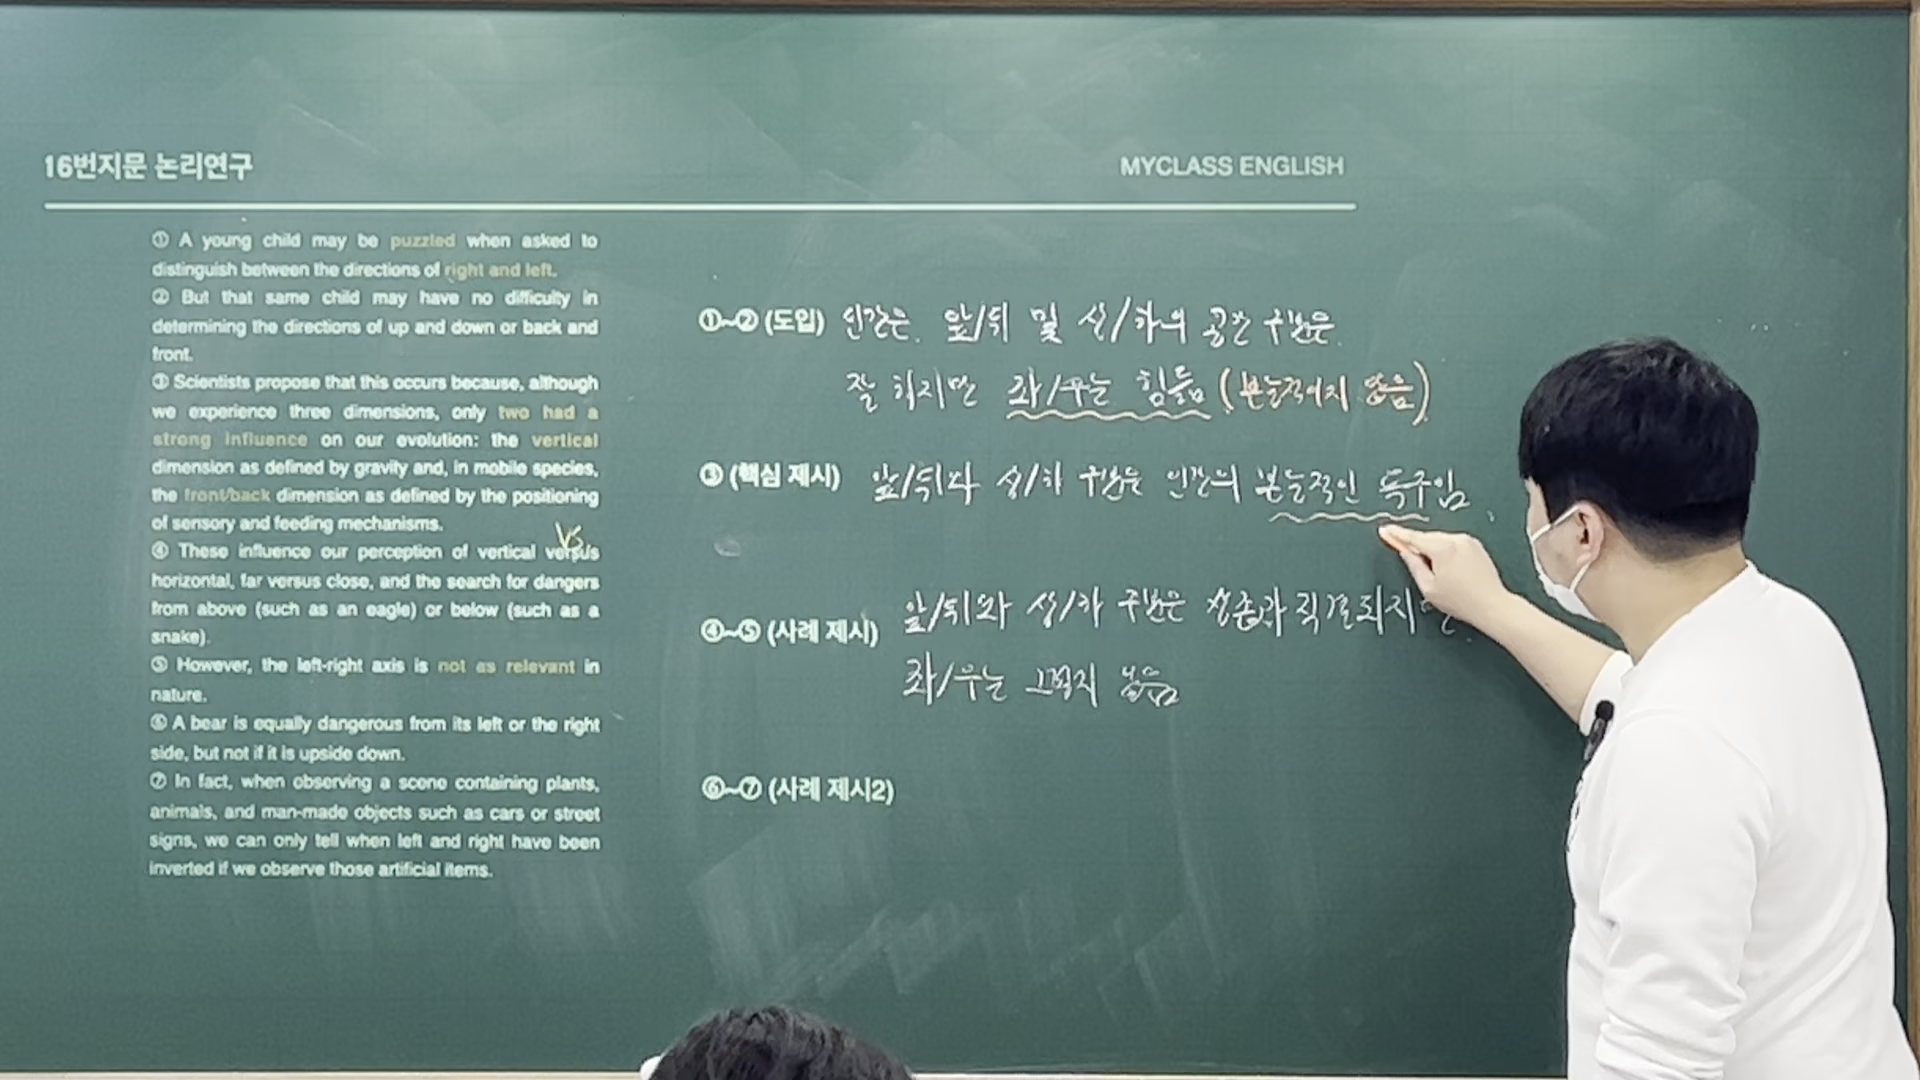 16번지문 논리연구
MYCLASS ENGLISH
① A young child may be puzzled when asked to
distinguish between the directions of right and left.
② But that same child may have no difficulty in
determining the directions of up and down or back and
front.
③ Scientists propose that this occurs because, although
we experience three dimensions, only two had a
strong influence on our evolution: the vertical
dimension as defined by gravity and, in mobile species,
the front/back dimension as defined by the positioning
of sensory and feeding mechanisms.
VS
④ These influence our perception of vertical versus
horizontal, far versus close, and the search for dangers
from above (such as an eagle) or below (such as a
snake).
⑤ However, the left-right axis is not as relevant in
nature.
⑥ A bear is equally dangerous from its left or the right
side, but not if it is upside down.
⑦ In fact, when observing a scene containing plants,
animals, and man-made objects such as cars or street
signs, we can only tell when left and right have been
inverted if we observe those artificial items.
①~② (도입) 인간은 앞/뒤 및 상/하의 공간 구분은
잘 하지만 좌/우는 힘듦 (본능적이지 않음)
③ (핵심 제시) 앞/뒤와 상/하 구분은 인간의 본능적인 욕구임
④~⑤ (사례 제시) 앞/뒤와 상/하 구분은 생존과 직결되지만
좌/우는 그렇지 않음
⑥~⑦ (사례 제시2)